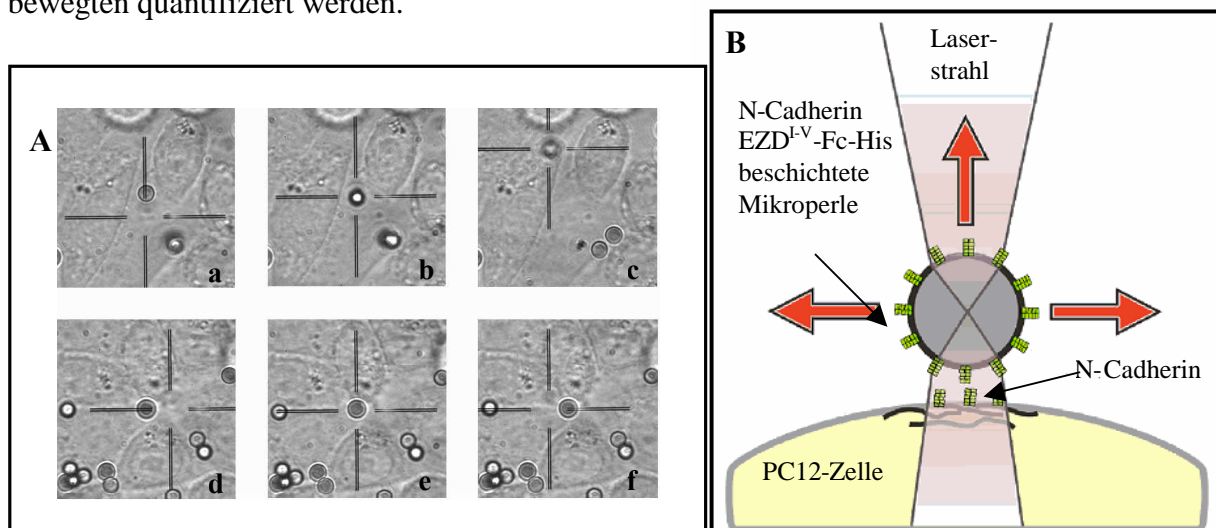 bewegten quantifiziert werden.
A
a
b
c
d
e
f
B
Laser-
strahl
N-Cadherin
EZD^I-V-Fc-His
beschichtete
Mikroperle
N-Cadherin
PC12-Zelle